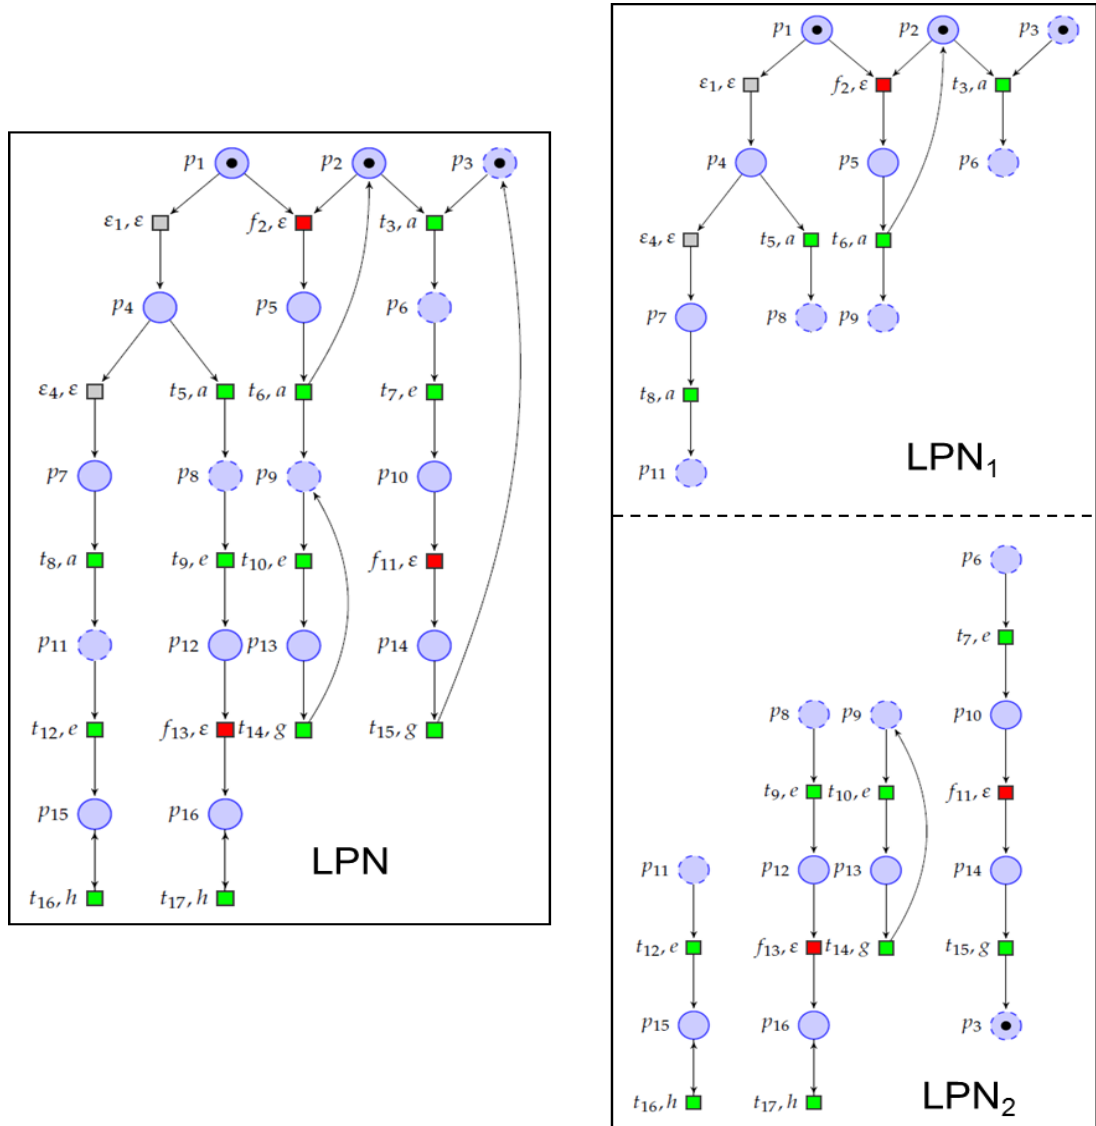 p1 p2 p3
ε1, ε f2, ε t3, a
p4 p5 p6
ε4, ε t5, a t6, a t7, e
p7 p8 p9 p10
t8, a t9, e t10, e f11, ε
p11 p12 p13 p14
t12, e f13, ε t14, g t15, g
p15 p16
LPN
t16, h t17, h
p1 p2 p3
ε1, ε f2, ε t3, a
p4 p5 p6
ε4, ε t5, a t6, a
p7 p8 p9
t8, a
LPN1
p11
p6
t7, e
p8 p9 p10
t9, e t10, e f11, ε
p11 p12 p13 p14
t12, e f13, ε t14, g t15, g
p15 p16 p3
LPN2
t16, h t17, h